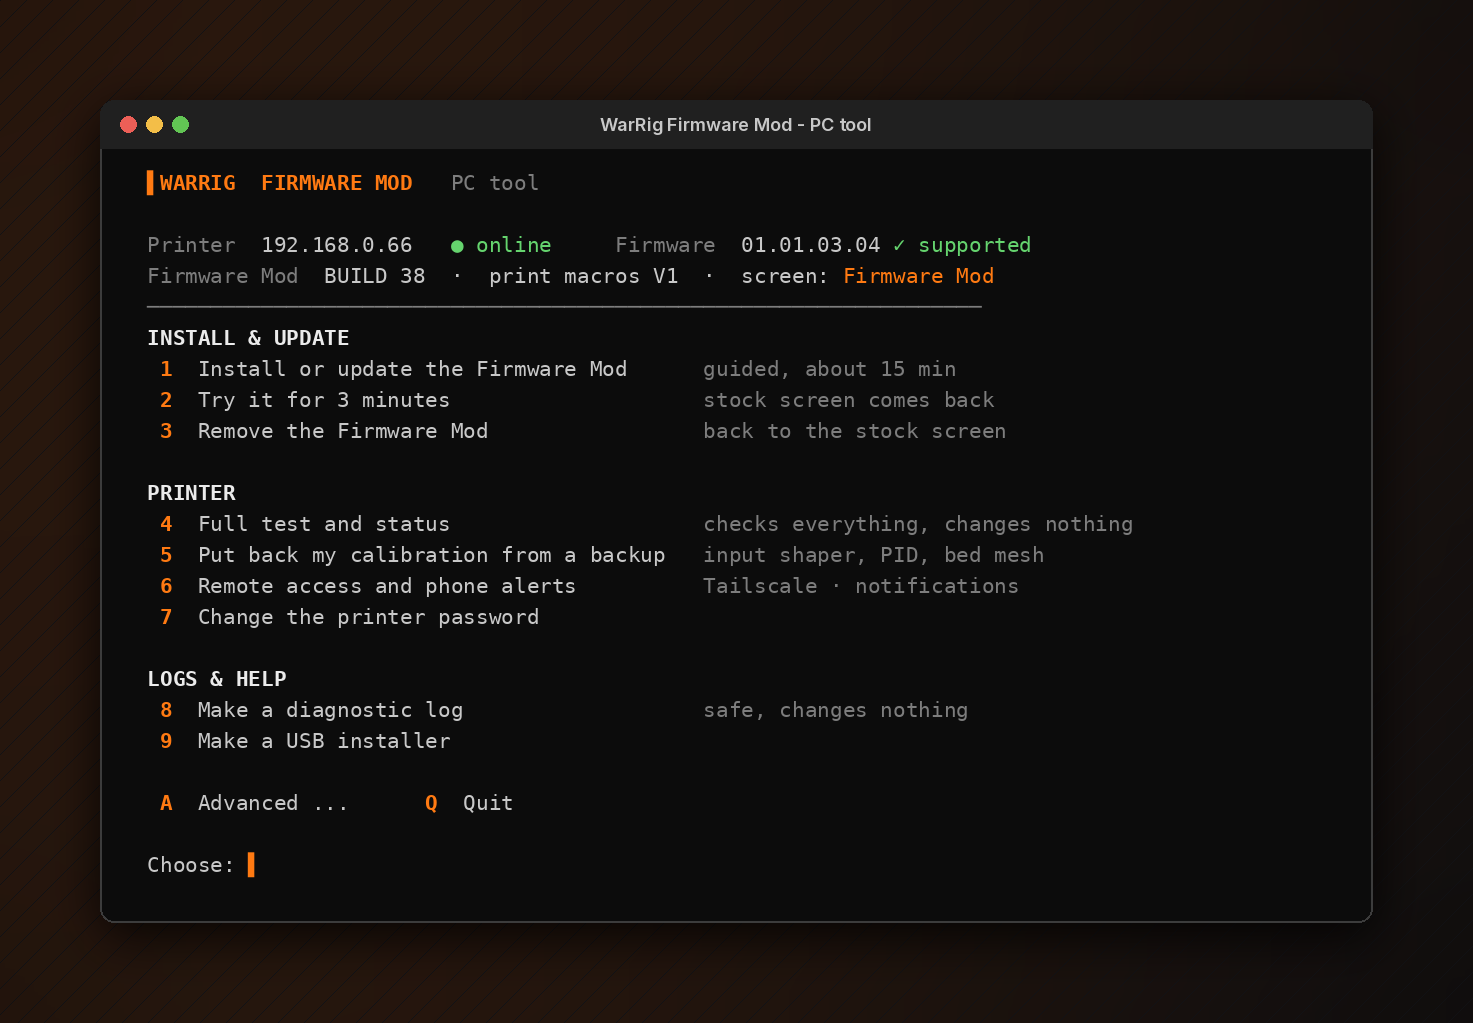 WarRig Firmware Mod - PC tool
WARRIG FIRMWARE MOD PC tool
Printer 192.168.0.66 ● online Firmware 01.01.03.04 ✓ supported
Firmware Mod BUILD 38 · print macros V1 · screen: Firmware Mod
INSTALL & UPDATE
1 Install or update the Firmware Mod guided, about 15 min
2 Try it for 3 minutes stock screen comes back
3 Remove the Firmware Mod back to the stock screen
PRINTER
4 Full test and status checks everything, changes nothing
5 Put back my calibration from a backup input shaper, PID, bed mesh
6 Remote access and phone alerts Tailscale · notifications
7 Change the printer password
LOGS & HELP
8 Make a diagnostic log safe, changes nothing
9 Make a USB installer
A Advanced ... Q Quit
Choose: